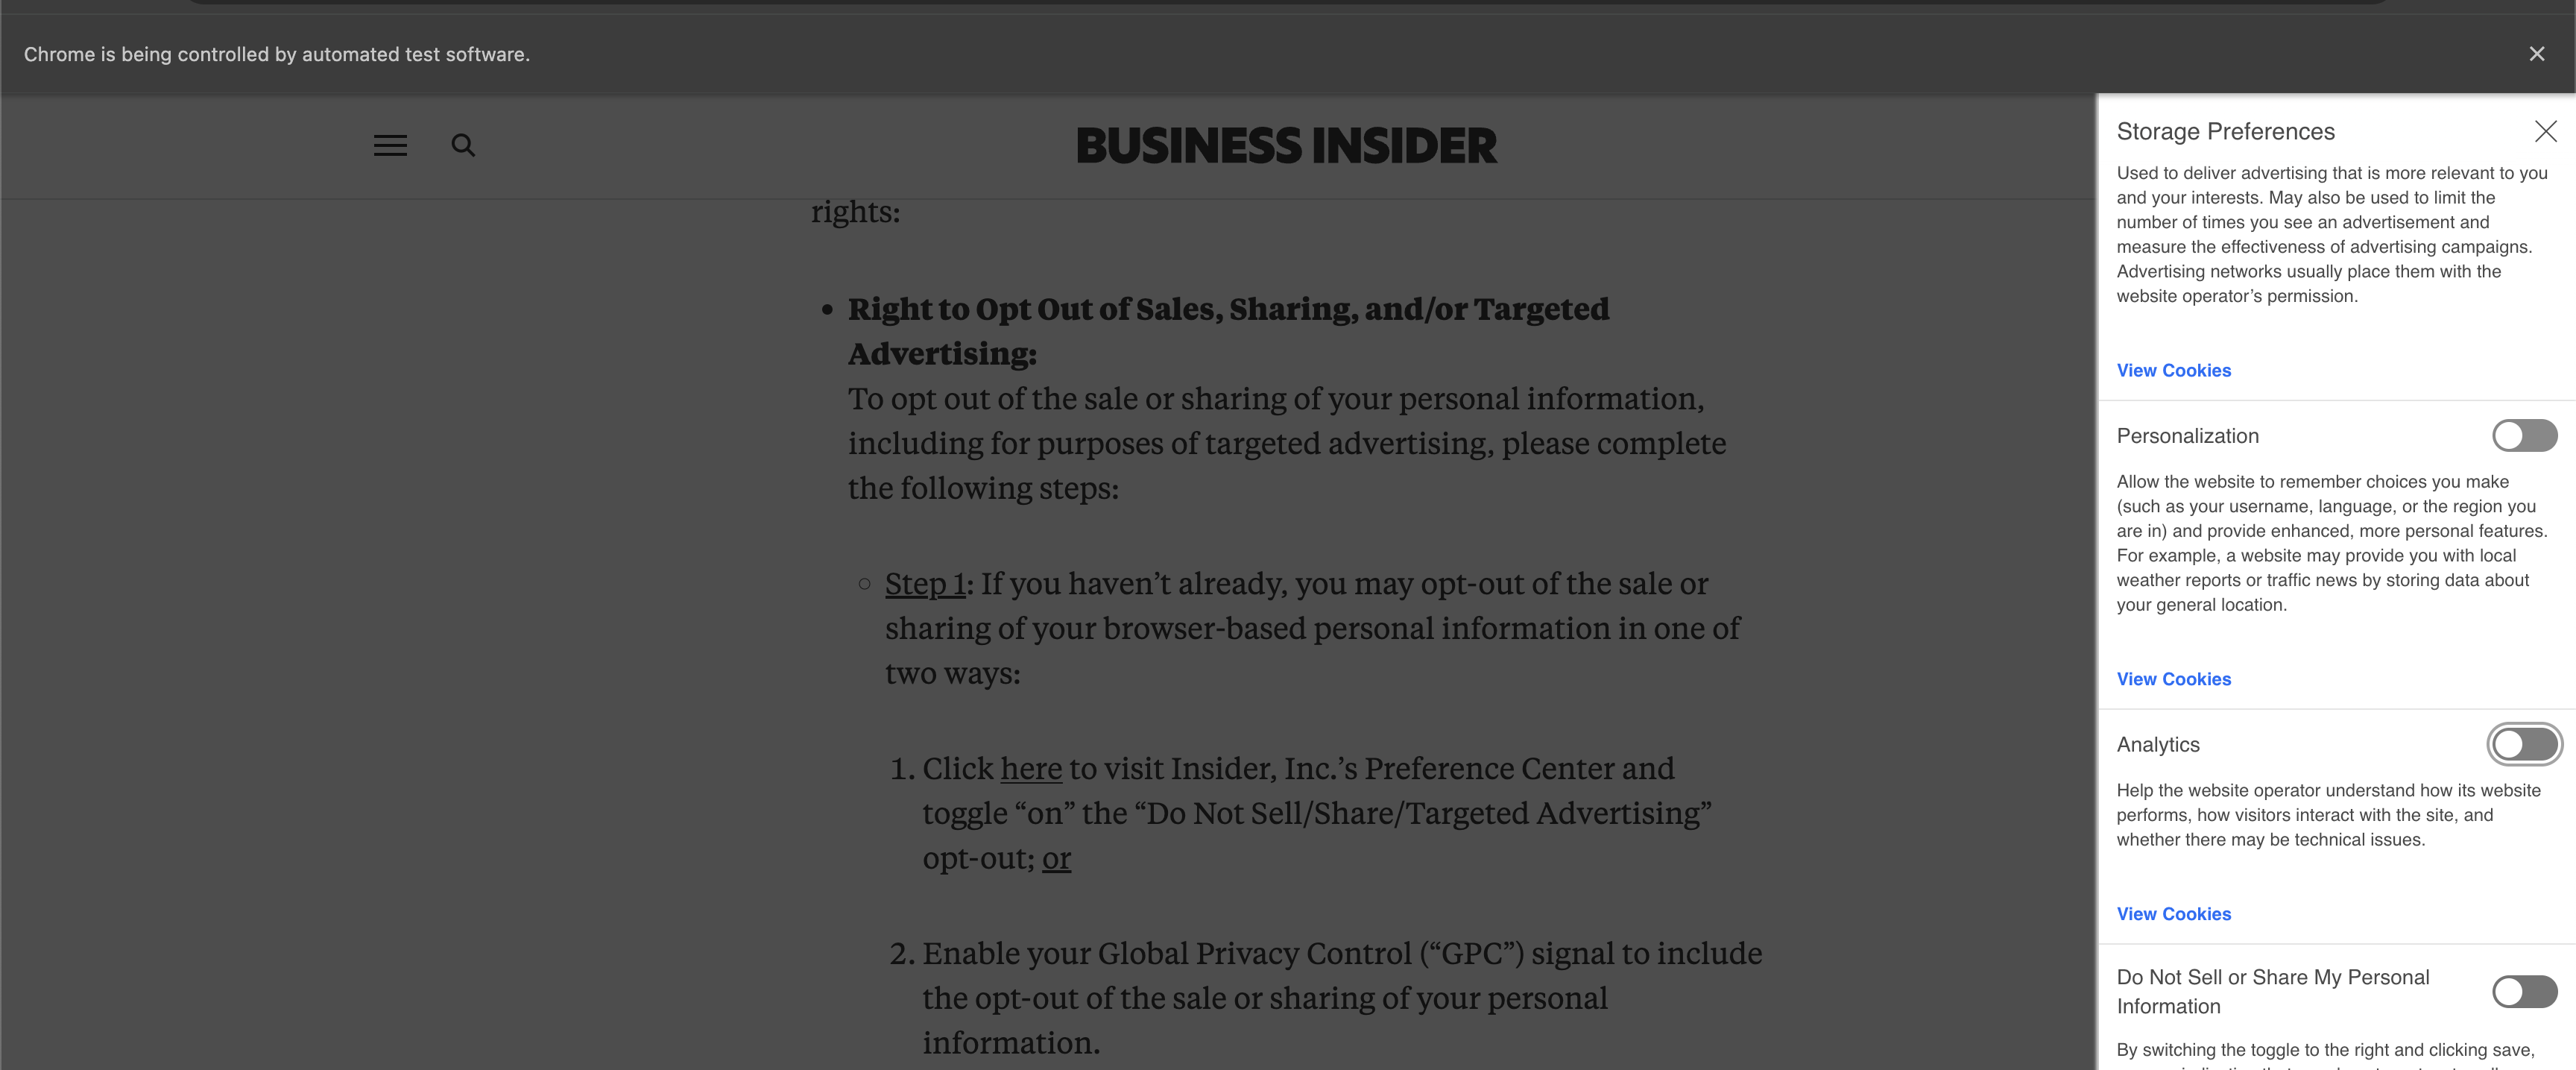 Chrome is being controlled by automated test software.
BUSINESS INSIDER
rights:
• Right to Opt Out of Sales, Sharing, and/or Targeted
Advertising:
To opt out of the sale or sharing of your personal information,
including for purposes of targeted advertising, please complete
the following steps:
Step 1: If you haven’t already, you may opt-out of the sale or
sharing of your browser-based personal information in one of
two ways:
1. Click here to visit Insider, Inc.’s Preference Center and
toggle “on” the “Do Not Sell/Share/Targeted Advertising”
opt-out; or
2. Enable your Global Privacy Control (“GPC”) signal to include
the opt-out of the sale or sharing of your personal
information.
Storage Preferences
Used to deliver advertising that is more relevant to you
and your interests. May also be used to limit the
number of times you see an advertisement and
measure the effectiveness of advertising campaigns.
Advertising networks usually place them with the
website operator’s permission.
View Cookies
Personalization
Allow the website to remember choices you make
(such as your username, language, or the region you
are in) and provide enhanced, more personal features.
For example, a website may provide you with local
weather reports or traffic news by storing data about
your general location.
View Cookies
Analytics
Help the website operator understand how its website
performs, how visitors interact with the site, and
whether there may be technical issues.
View Cookies
Do Not Sell or Share My Personal
Information
By switching the toggle to the right and clicking save,